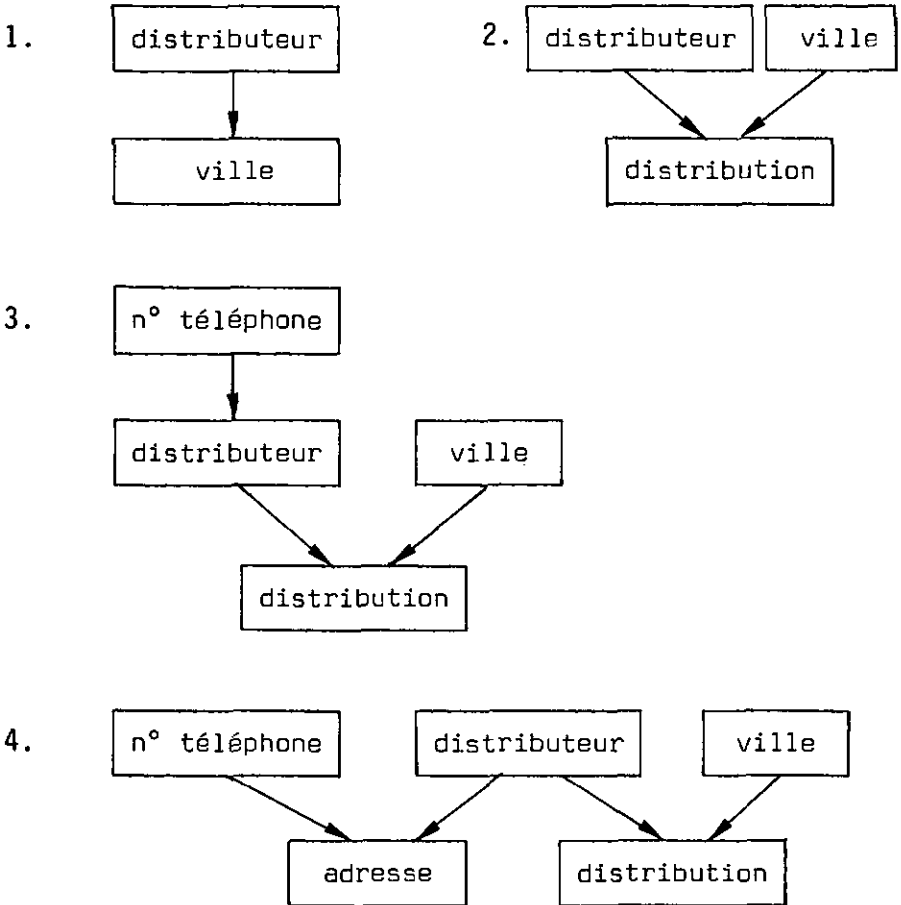 1. distributeur 2. distributeur ville
ville distribution
3. n° téléphone
distributeur ville
distribution
4. n° téléphone distributeur ville
adresse distribution